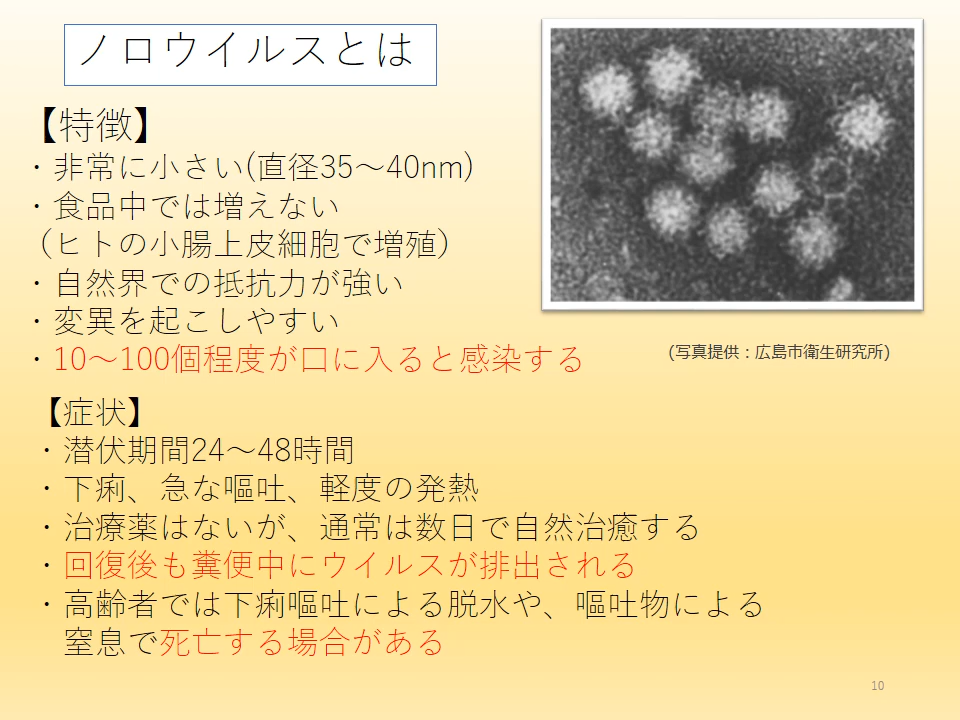 ノロウイルスとは
【特徴】
・非常に小さい(直径35～40nm)
・食品中では増えない
（ヒトの小腸上皮細胞で増殖）
・自然界での抵抗力が強い
・変異を起こしやすい
・10～100個程度が口に入ると感染する
(写真提供：広島市衛生研究所)
【症状】
・潜伏期間24～48時間
・下痢、急な嘔吐、軽度の発熱
・治療薬はないが、通常は数日で自然治癒する
・回復後も糞便中にウイルスが排出される
・高齢者では下痢嘔吐による脱水や、嘔吐物による
窒息で死亡する場合がある
10